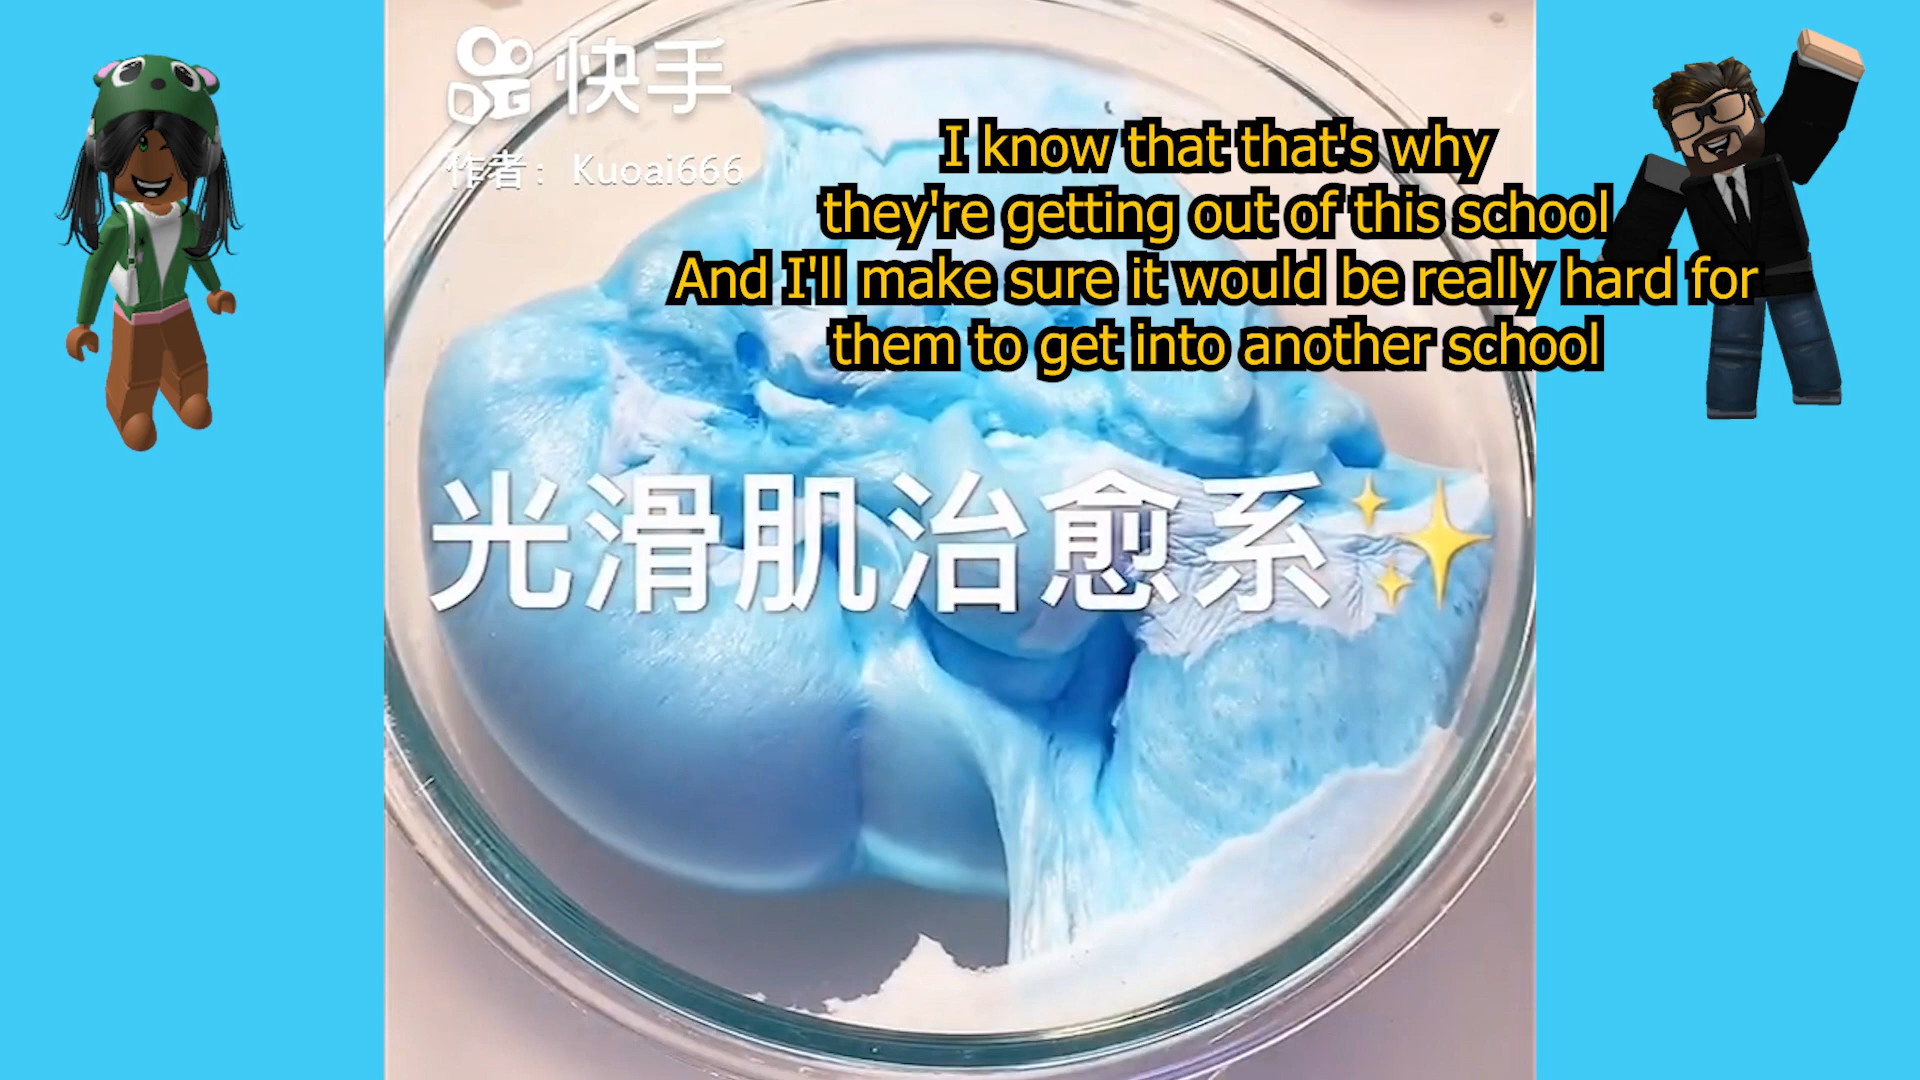 快手
作者：Kuoai666
I know that that's why
they're getting out of this school
And I'll make sure it would be really hard for
them to get into another school
光滑肌治愈系✨